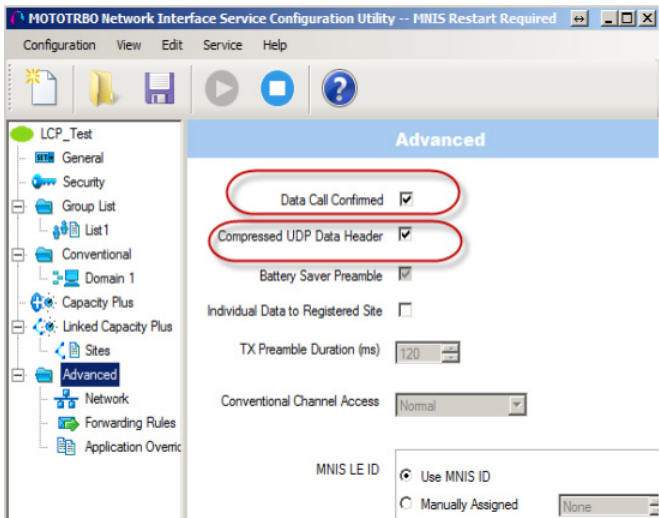 MOTOTRBO Network Interface Service Configuration Utility -- MNIS Restart Required
Configuration View Edit Service Help
LCP_Test
General
Security
Group List
List1
Conventional
Domain 1
Capacity Plus
Linked Capacity Plus
Sites
Advanced
Network
Forwarding Rules
Application Overric
Advanced
Data Call Confirmed
Compressed UDP Data Header
Battery Saver Preamble
Individual Data to Registered Site
TX Preamble Duration (ms) 120
Conventional Channel Access Normal
MNIS LE ID
Use MNIS ID
Manually Assigned None